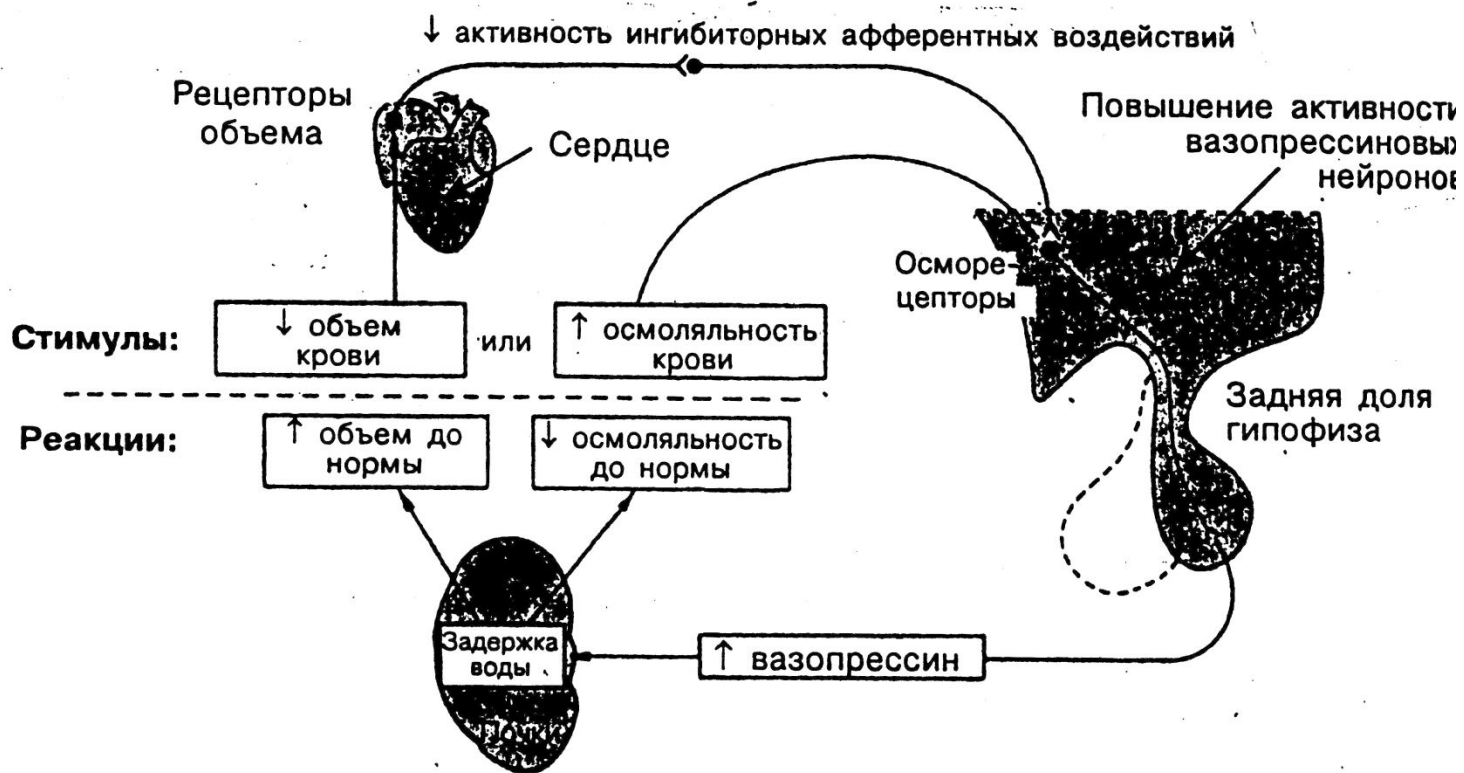 ↓ активность ингибиторных афферентных воздействий
Рецепторы
объема
Сердце
Повышение активности
вазопрессиновых
нейронов
Осморе-
цепторы
Стимулы:
↓ объем
крови
или
↑ осмоляльность
крови
Задняя доля
гипофиза
Реакции:
↑ объем до
нормы
↓ осмоляльность
до нормы
Задержка
воды
↑ вазопрессин
Почки